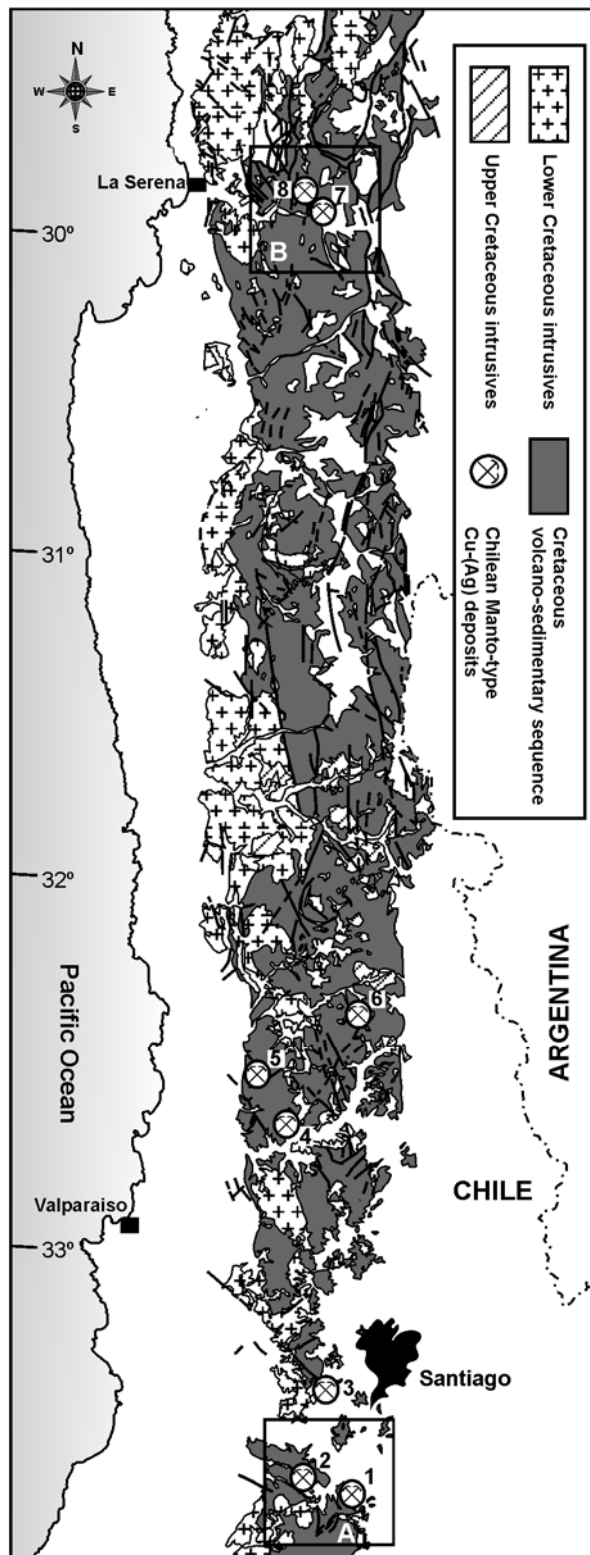 N
W
E
S
Lower Cretaceous intrusives
Upper Cretaceous intrusives
Cretaceous
volcano-sedimentary sequence
Chilean Manto-type
Cu-(Ag) deposits
La Serena
8
7
B
30º
31º
ARGENTINA
32º
6
5
4
Pacific Ocean
CHILE
Valparaiso
33º
Santiago
3
2
1
A